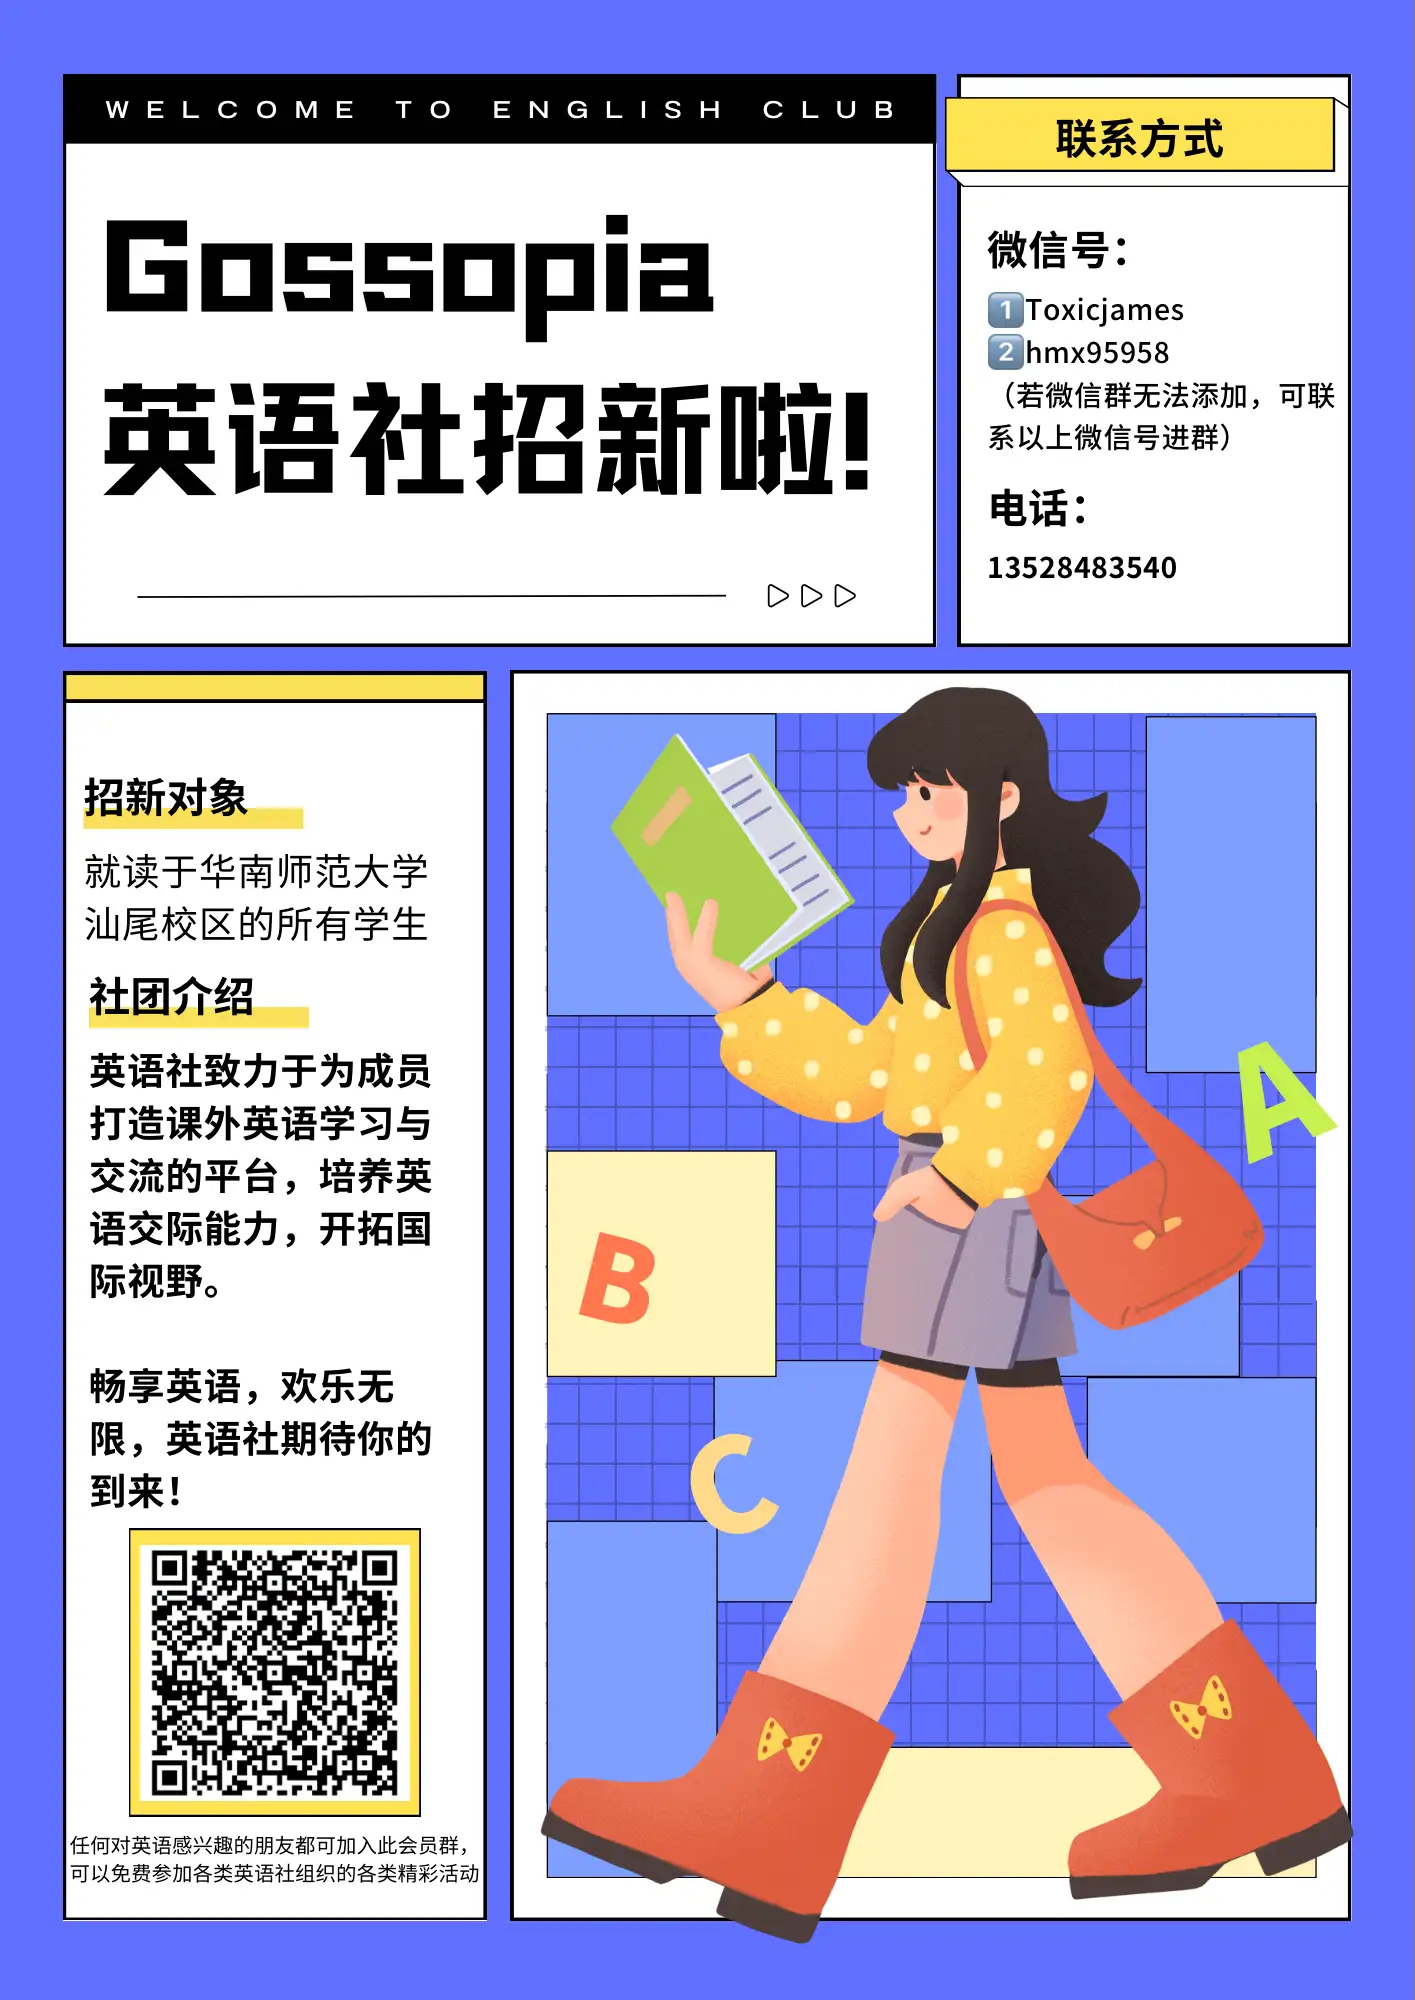 WELCOME TO ENGLISH CLUB
Gossopia
英语社招新啦!
联系方式
微信号：
1️⃣Toxicjames
2️⃣hmx95958
（若微信群无法添加，可联
系以上微信号进群）
电话：
13528483540
招新对象
就读于华南师范大学
汕尾校区的所有学生
社团介绍
英语社致力于为成员
打造课外英语学习与
交流的平台，培养英
语交际能力，开拓国
际视野。
畅享英语，欢乐无
限，英语社期待你的
到来！
任何对英语感兴趣的朋友都可加入此会员群，
可以免费参加各类英语社组织的各类精彩活动
A
B
C